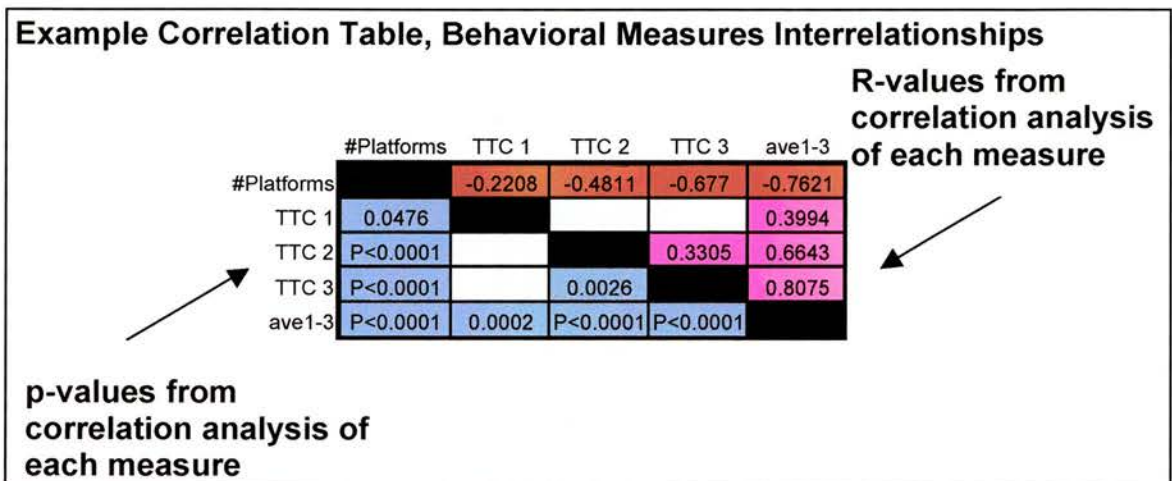 Example Correlation Table, Behavioral Measures Interrelationships
R-values from
correlation analysis
of each measure
#Platforms TTC 1 TTC 2 TTC 3 ave1-3
#Platforms -0.2208 -0.4811 -0.677 -0.7621
TTC 1 0.0476 0.3994
TTC 2 P<0.0001 0.3305 0.6643
TTC 3 P<0.0001 0.0026 0.8075
ave1-3 P<0.0001 0.0002 P<0.0001 P<0.0001
p-values from
correlation analysis of
each measure